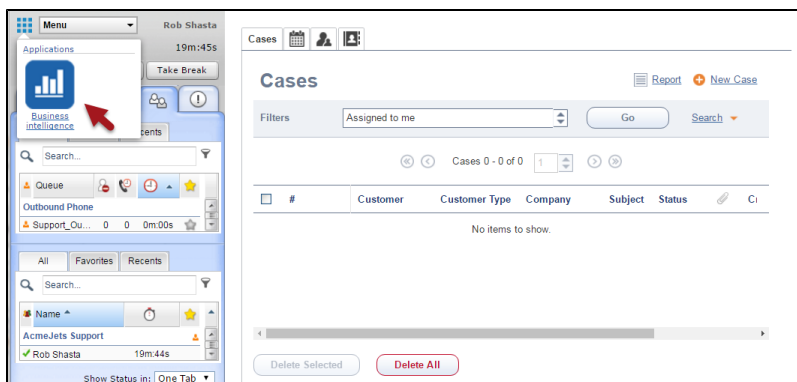 Menu
Rob Shasta
19m:45s
Applications
Business
intelligence
Take Break
cents
Search...
Queue
Outbound Phone
Support_Ou... 0 0 0m:00s
All Favorites Recents
Search...
Name
AcmeJets Support
Rob Shasta 19m:44s
Show Status in: One Tab
Cases
Cases
Report New Case
Filters Assigned to me Go Search
Cases 0 - 0 of 0 1
# Customer Customer Type Company Subject Status
No items to show.
Delete Selected Delete All